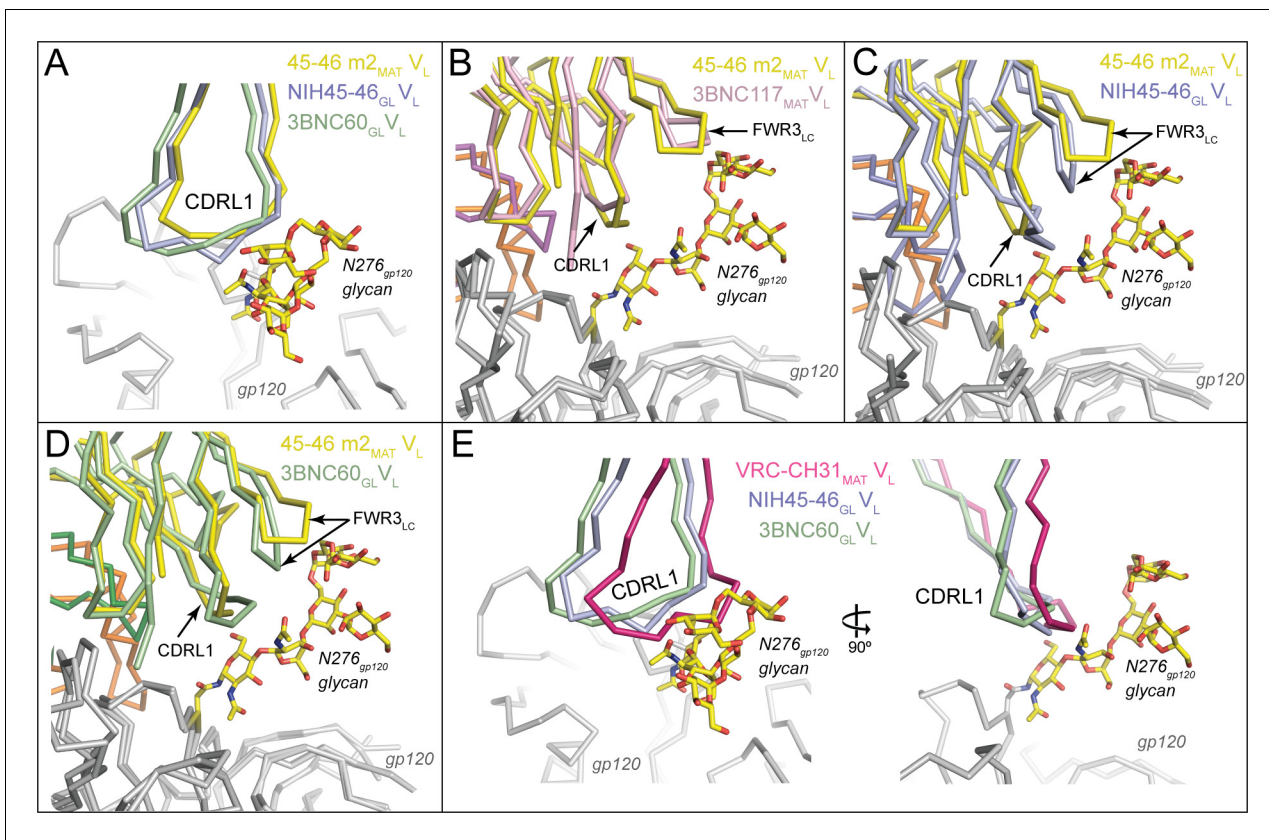 A
45-46 m2MAT VL
NIH45-46GL VL
3BNC60GL VL
CDRL1
N276gp120
glycan
gp120
B
45-46 m2MAT VL
3BNC117MAT VL
FWR3LC
CDRL1
N276gp120
glycan
gp120
C
45-46 m2MAT VL
NIH45-46GL VL
FWR3LC
CDRL1
N276gp120
glycan
gp120
D
45-46 m2MAT VL
3BNC60GL VL
FWR3LC
CDRL1
N276gp120
glycan
gp120
E
VRC-CH31MAT VL
NIH45-46GL VL
3BNC60GL VL
CDRL1
N276gp120
glycan
gp120
90º
CDRL1
N276gp120
glycan
gp120